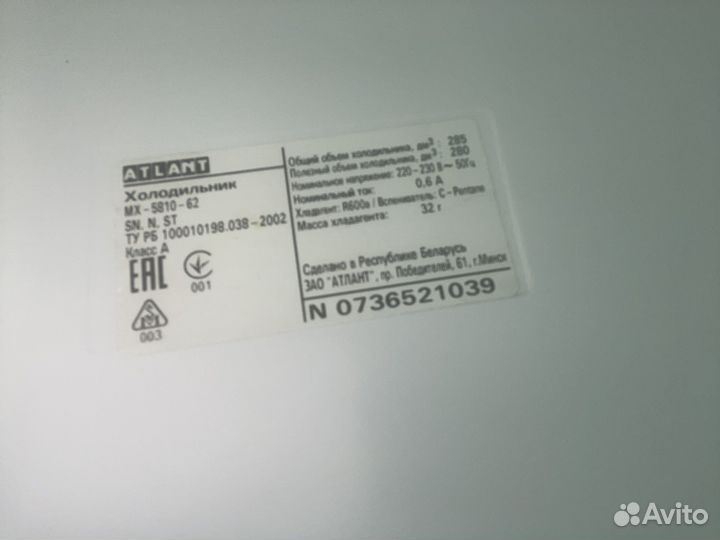 ATLANT
Холодильник
МХ - 5810 - 62
SN, N, ST
ТУ РБ 100010198.038 - 2002
Класс А
ЕАС
001
003
Общий объем холодильника, дм³ : 285
Полезный объем холодильника, дм³ : 280
Номинальное напряжение: 220 - 230 В ~ 50Гц
Номинальный ток: 0,6 А
Хладагент: R600a / Вспениватель: C - Pentane
Масса хладагента: 32 г
Сделано в Республике Беларусь
ЗАО "АТЛАНТ", пр. Победителей, 61, г.Минск
N 0736521039
Avito